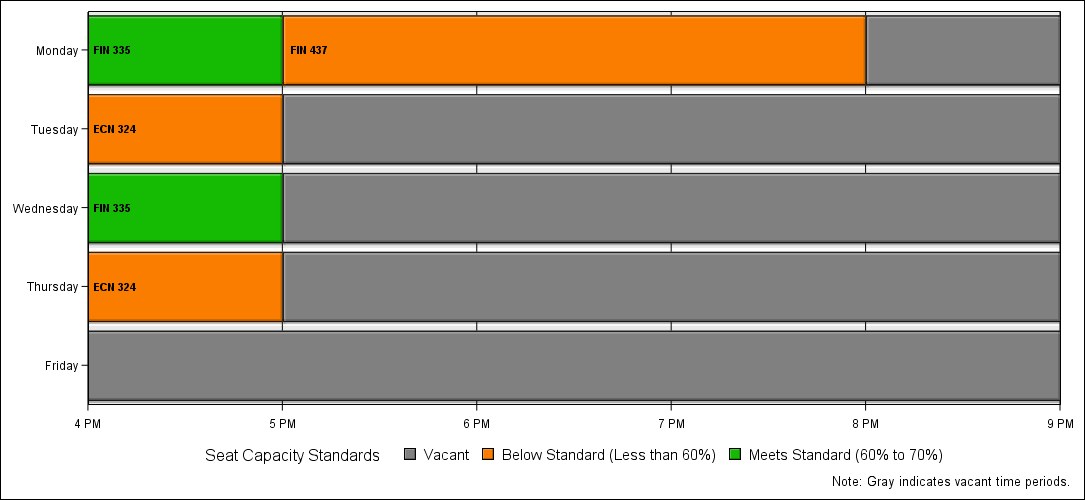 Monday
FIN 335
FIN 437
Tuesday
ECN 324
Wednesday
FIN 335
Thursday
ECN 324
Friday
4 PM 5 PM 6 PM 7 PM 8 PM 9 PM
Seat Capacity Standards Vacant Below Standard (Less than 60%) Meets Standard (60% to 70%)
Note: Gray indicates vacant time periods.